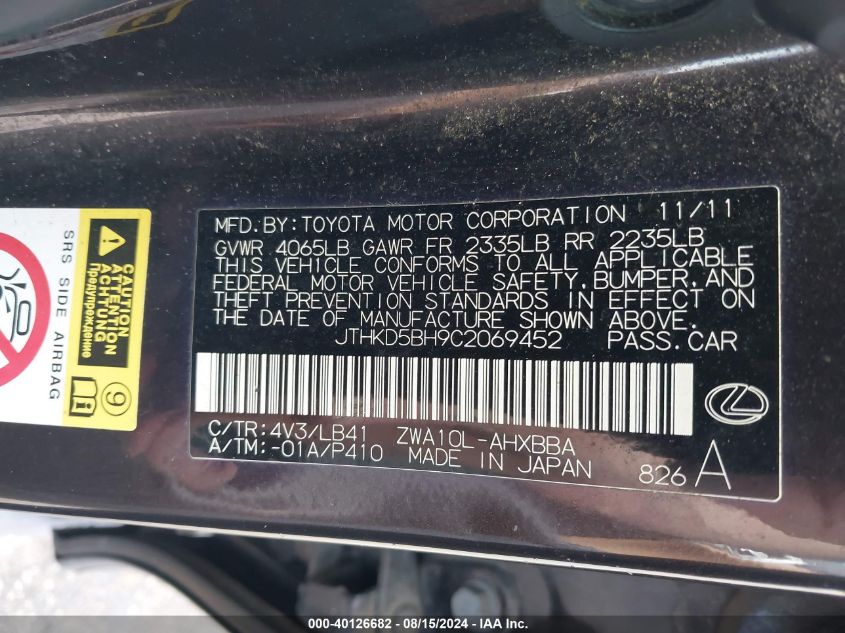 MFD.BY:TOYOTA MOTOR CORPORATION 11/11
GVWR 4065LB GAWR FR 2335LB RR 2235LB
THIS VEHICLE CONFORMS TO ALL APPLICABLE
FEDERAL MOTOR VEHICLE SAFETY,BUMPER,AND
THEFT PREVENTION STANDARDS IN EFFECT ON
THE DATE OF MANUFACTURE SHOWN ABOVE.
JTHKD5BH9C2069452 PASS.CAR
C/TR:4V3/LB41 ZWA10L-AHXBBA
A/TM:-01A/P410 MADE IN JAPAN 826 A
SRS SIDE AIRBAG
CAUTION
ATTENTION
ACHTUNG
Предупреждение
9
000-40126682 - 08/15/2024 - IAA Inc.